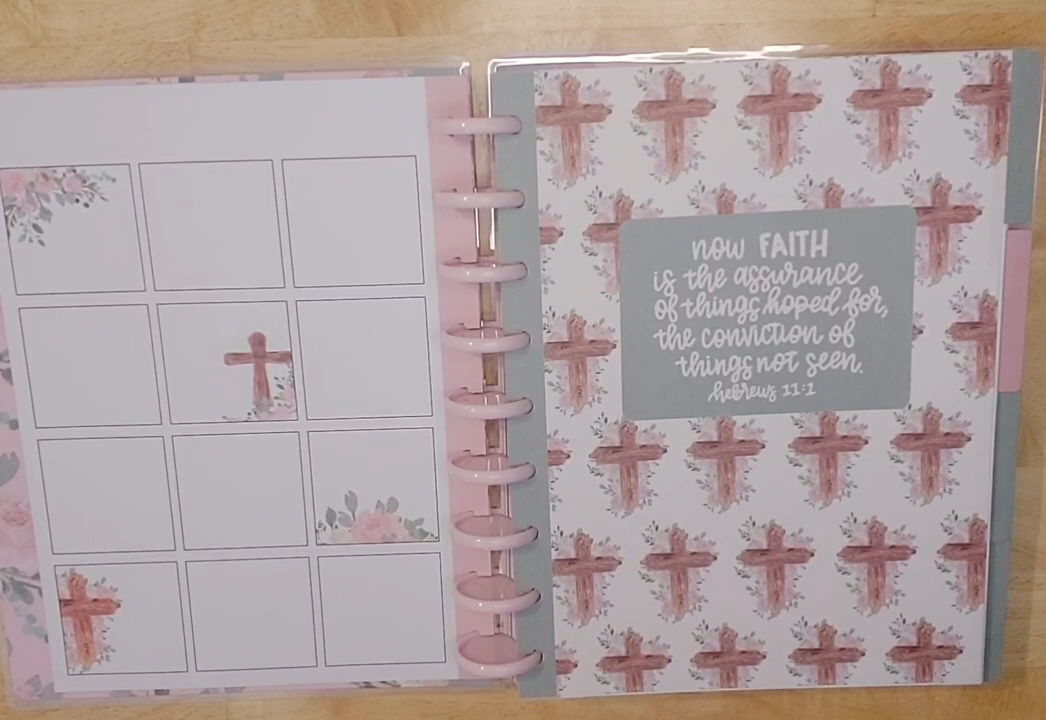 now FAITH
is the assurance
of things hoped for,
the conviction of
things not seen.
hebrews 11:1